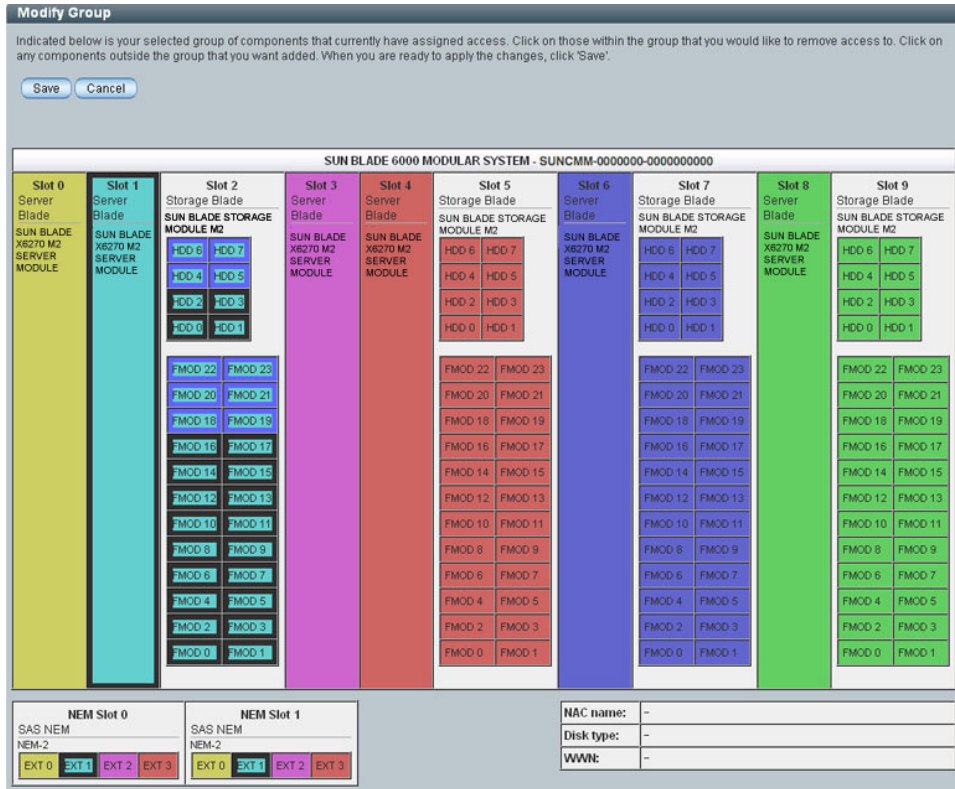 Modify Group
Indicated below is your selected group of components that currently have assigned access. Click on those within the group that you would like to remove access to. Click on
any components outside the group that you want added. When you are ready to apply the changes, click 'Save'.
Save Cancel
SUN BLADE 6000 MODULAR SYSTEM - SUNCMM-0000000-0000000000
Slot 0
Server
Blade
SUN BLADE
X6270 M2
SERVER
MODULE
Slot 1
Server
Blade
SUN BLADE
X6270 M2
SERVER
MODULE
Slot 2
Storage Blade
SUN BLADE STORAGE
MODULE M2
HDD 6 HDD 7
HDD 4 HDD 5
HDD 2 HDD 3
HDD 0 HDD 1
FMOD 22 FMOD 23
FMOD 20 FMOD 21
FMOD 18 FMOD 19
FMOD 16 FMOD 17
FMOD 14 FMOD 15
FMOD 12 FMOD 13
FMOD 10 FMOD 11
FMOD 8 FMOD 9
FMOD 6 FMOD 7
FMOD 4 FMOD 5
FMOD 2 FMOD 3
FMOD 0 FMOD 1
Slot 3
Server
Blade
SUN BLADE
X6270 M2
SERVER
MODULE
Slot 4
Server
Blade
SUN BLADE
X6270 M2
SERVER
MODULE
Slot 5
Storage Blade
SUN BLADE STORAGE
MODULE M2
HDD 6 HDD 7
HDD 4 HDD 5
HDD 2 HDD 3
HDD 0 HDD 1
FMOD 22 FMOD 23
FMOD 20 FMOD 21
FMOD 18 FMOD 19
FMOD 16 FMOD 17
FMOD 14 FMOD 15
FMOD 12 FMOD 13
FMOD 10 FMOD 11
FMOD 8 FMOD 9
FMOD 6 FMOD 7
FMOD 4 FMOD 5
FMOD 2 FMOD 3
FMOD 0 FMOD 1
Slot 6
Server
Blade
SUN BLADE
X6270 M2
SERVER
MODULE
Slot 7
Storage Blade
SUN BLADE STORAGE
MODULE M2
HDD 6 HDD 7
HDD 4 HDD 5
HDD 2 HDD 3
HDD 0 HDD 1
FMOD 22 FMOD 23
FMOD 20 FMOD 21
FMOD 18 FMOD 19
FMOD 16 FMOD 17
FMOD 14 FMOD 15
FMOD 12 FMOD 13
FMOD 10 FMOD 11
FMOD 8 FMOD 9
FMOD 6 FMOD 7
FMOD 4 FMOD 5
FMOD 2 FMOD 3
FMOD 0 FMOD 1
Slot 8
Server
Blade
SUN BLADE
X6270 M2
SERVER
MODULE
Slot 9
Storage Blade
SUN BLADE STORAGE
MODULE M2
HDD 6 HDD 7
HDD 4 HDD 5
HDD 2 HDD 3
HDD 0 HDD 1
FMOD 22 FMOD 23
FMOD 20 FMOD 21
FMOD 18 FMOD 19
FMOD 16 FMOD 17
FMOD 14 FMOD 15
FMOD 12 FMOD 13
FMOD 10 FMOD 11
FMOD 8 FMOD 9
FMOD 6 FMOD 7
FMOD 4 FMOD 5
FMOD 2 FMOD 3
FMOD 0 FMOD 1
NEM Slot 0
SAS NEM
NEM-2
EXT 0 EXT 1 EXT 2 EXT 3
NEM Slot 1
SAS NEM
NEM-2
EXT 0 EXT 1 EXT 2 EXT 3
NAC name: -
Disk type: -
WWN: -